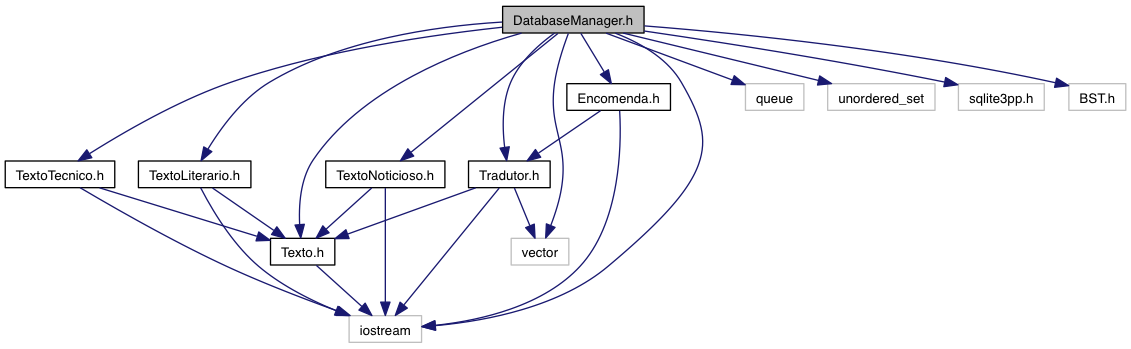 DatabaseManager.h
Encomenda.h
queue
unordered_set
sqlite3pp.h
BST.h
TextoTecnico.h
TextoLiterario.h
TextoNoticioso.h
Tradutor.h
Texto.h
vector
iostream